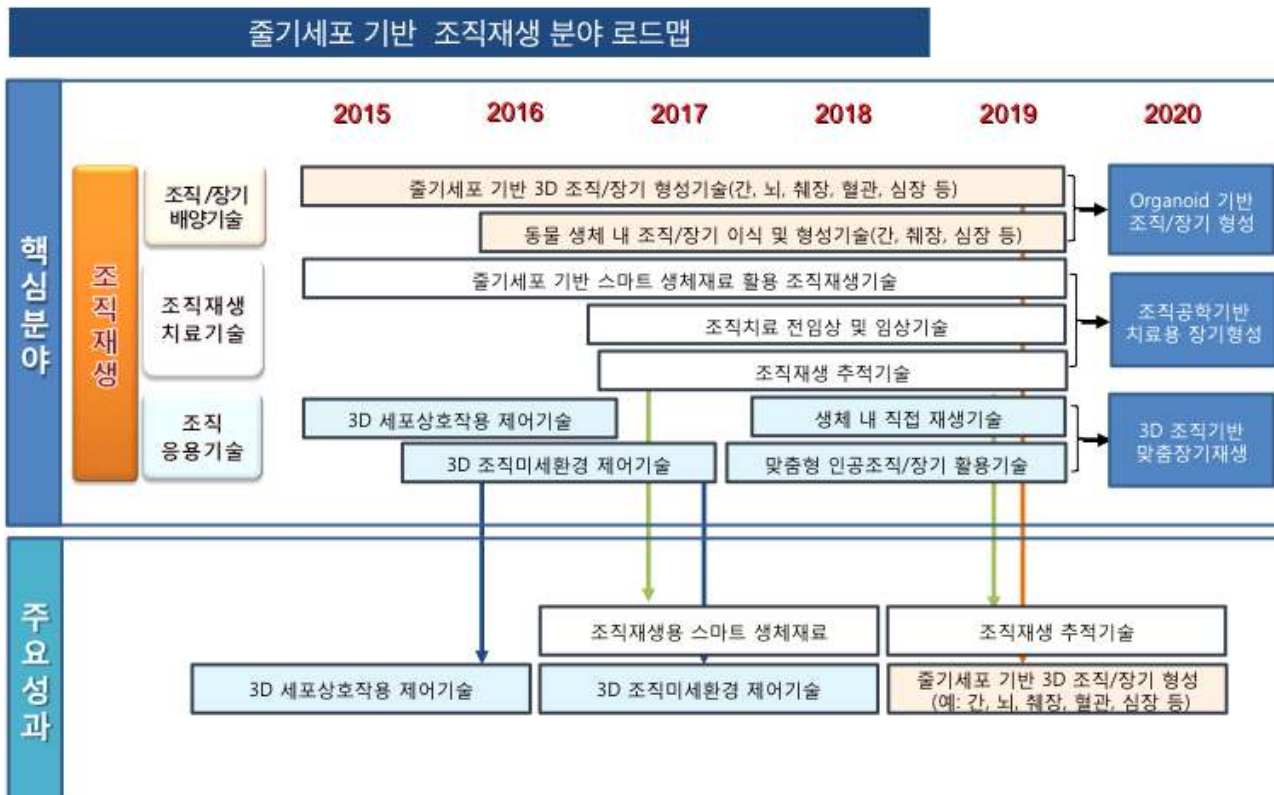 줄기세포 기반 조직재생 분야 로드맵
2015 2016 2017 2018 2019 2020
핵심분야
조직재생
조직/장기
배양기술
줄기세포 기반 3D 조직/장기 형성기술(간, 뇌, 췌장, 혈관, 심장 등)
동물 생체 내 조직/장기 이식 및 형성기술(간, 췌장, 심장 등)
Organoid 기반
조직/장기 형성
조직재생
치료기술
줄기세포 기반 스마트 생체재료 활용 조직재생기술
조직치료 전임상 및 임상기술
조직재생 추적기술
조직공학기반
치료용 장기형성
조직
응용기술
3D 세포상호작용 제어기술
생체 내 직접 재생기술
3D 조직미세환경 제어기술
맞춤형 인공조직/장기 활용기술
3D 조직기반
맞춤장기재생
주요성과
조직재생용 스마트 생체재료
조직재생 추적기술
3D 세포상호작용 제어기술
3D 조직미세환경 제어기술
줄기세포 기반 3D 조직/장기 형성
(예: 간, 뇌, 췌장, 혈관, 심장 등)